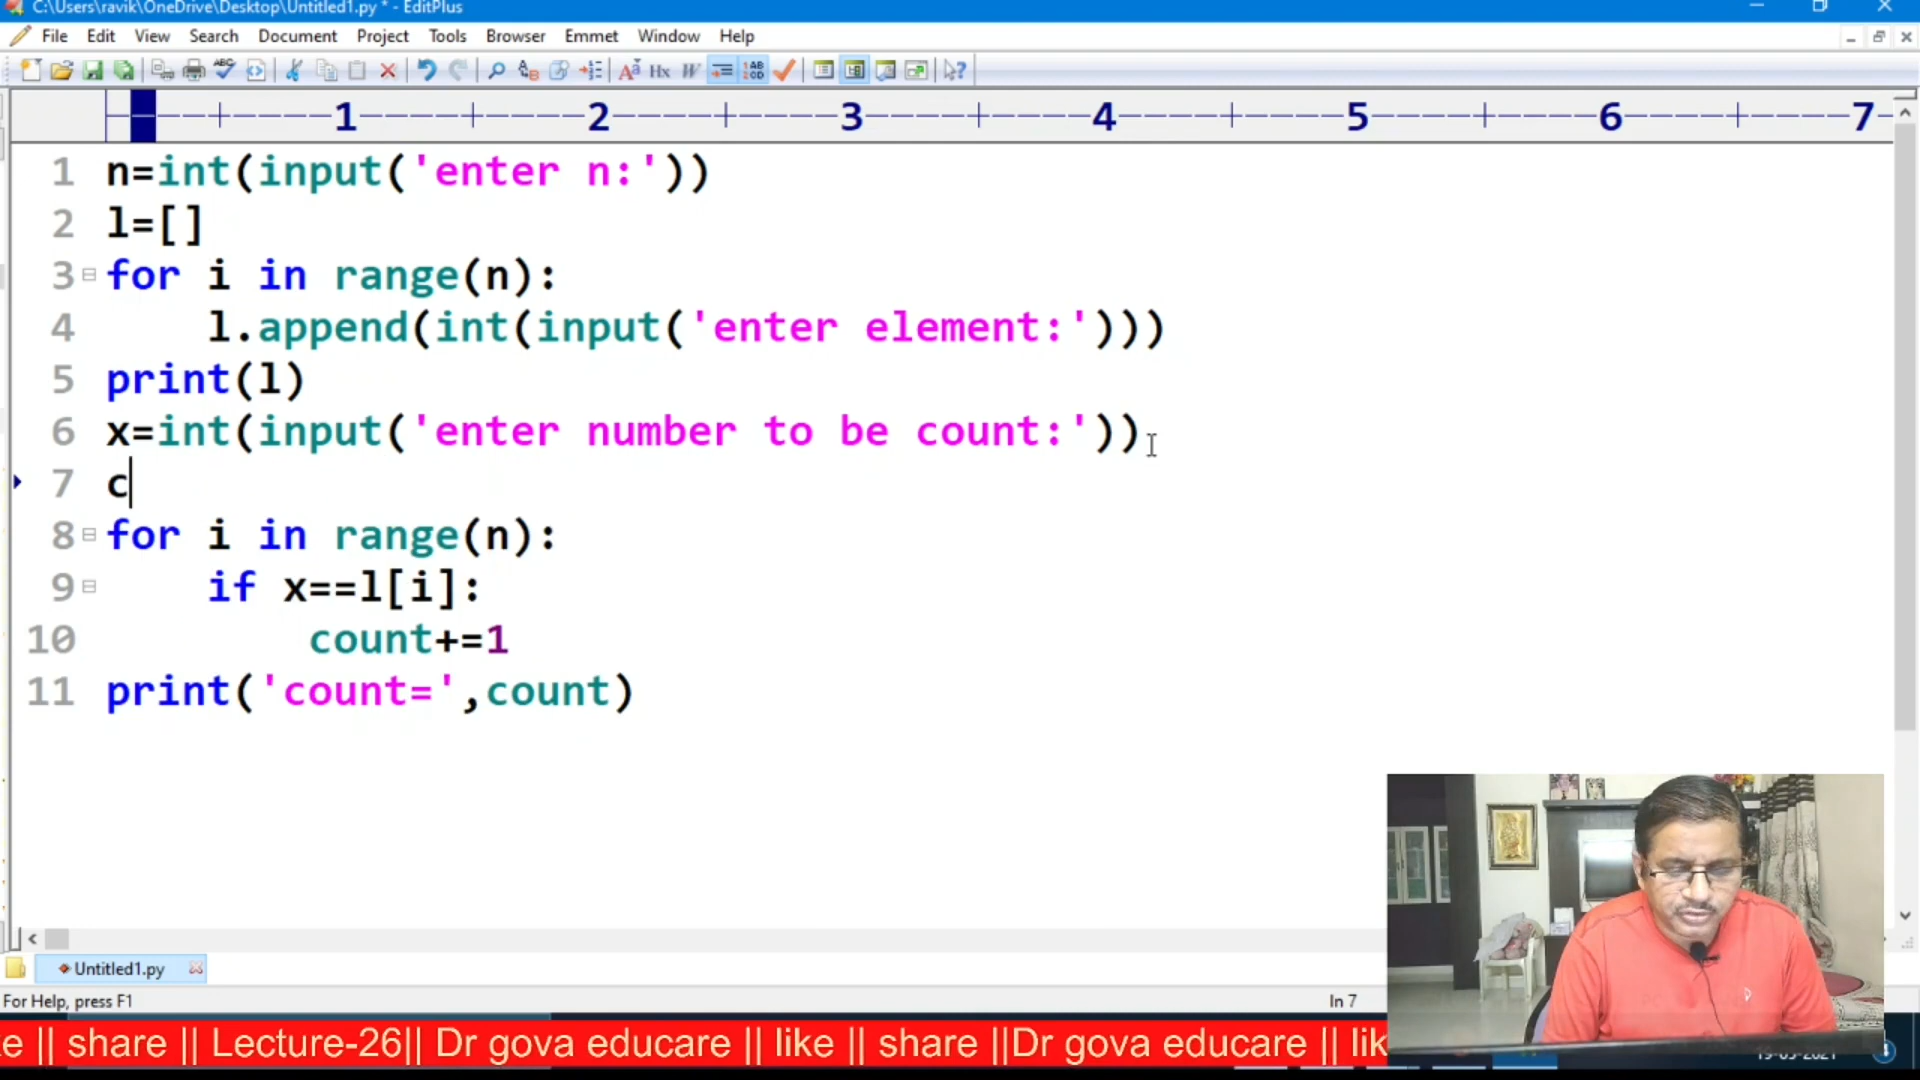 C:\Users\ravik\OneDrive\Desktop\Untitled1.py * - EditPlus
File Edit View Search Document Project Tools Browser Emmet Window Help
1 2 3 4 5 6 7
1 n=int(input('enter n:'))
2 l=[]
3 for i in range(n):
4     l.append(int(input('enter element:')))
5 print(l)
6 x=int(input('enter number to be count:'))
7 c
8 for i in range(n):
9     if x==l[i]:
10         count+=1
11 print('count=',count)
Untitled1.py
For Help, press F1
ln 7
e || share || Lecture-26|| Dr gova educare || like || share ||Dr gova educare || lik